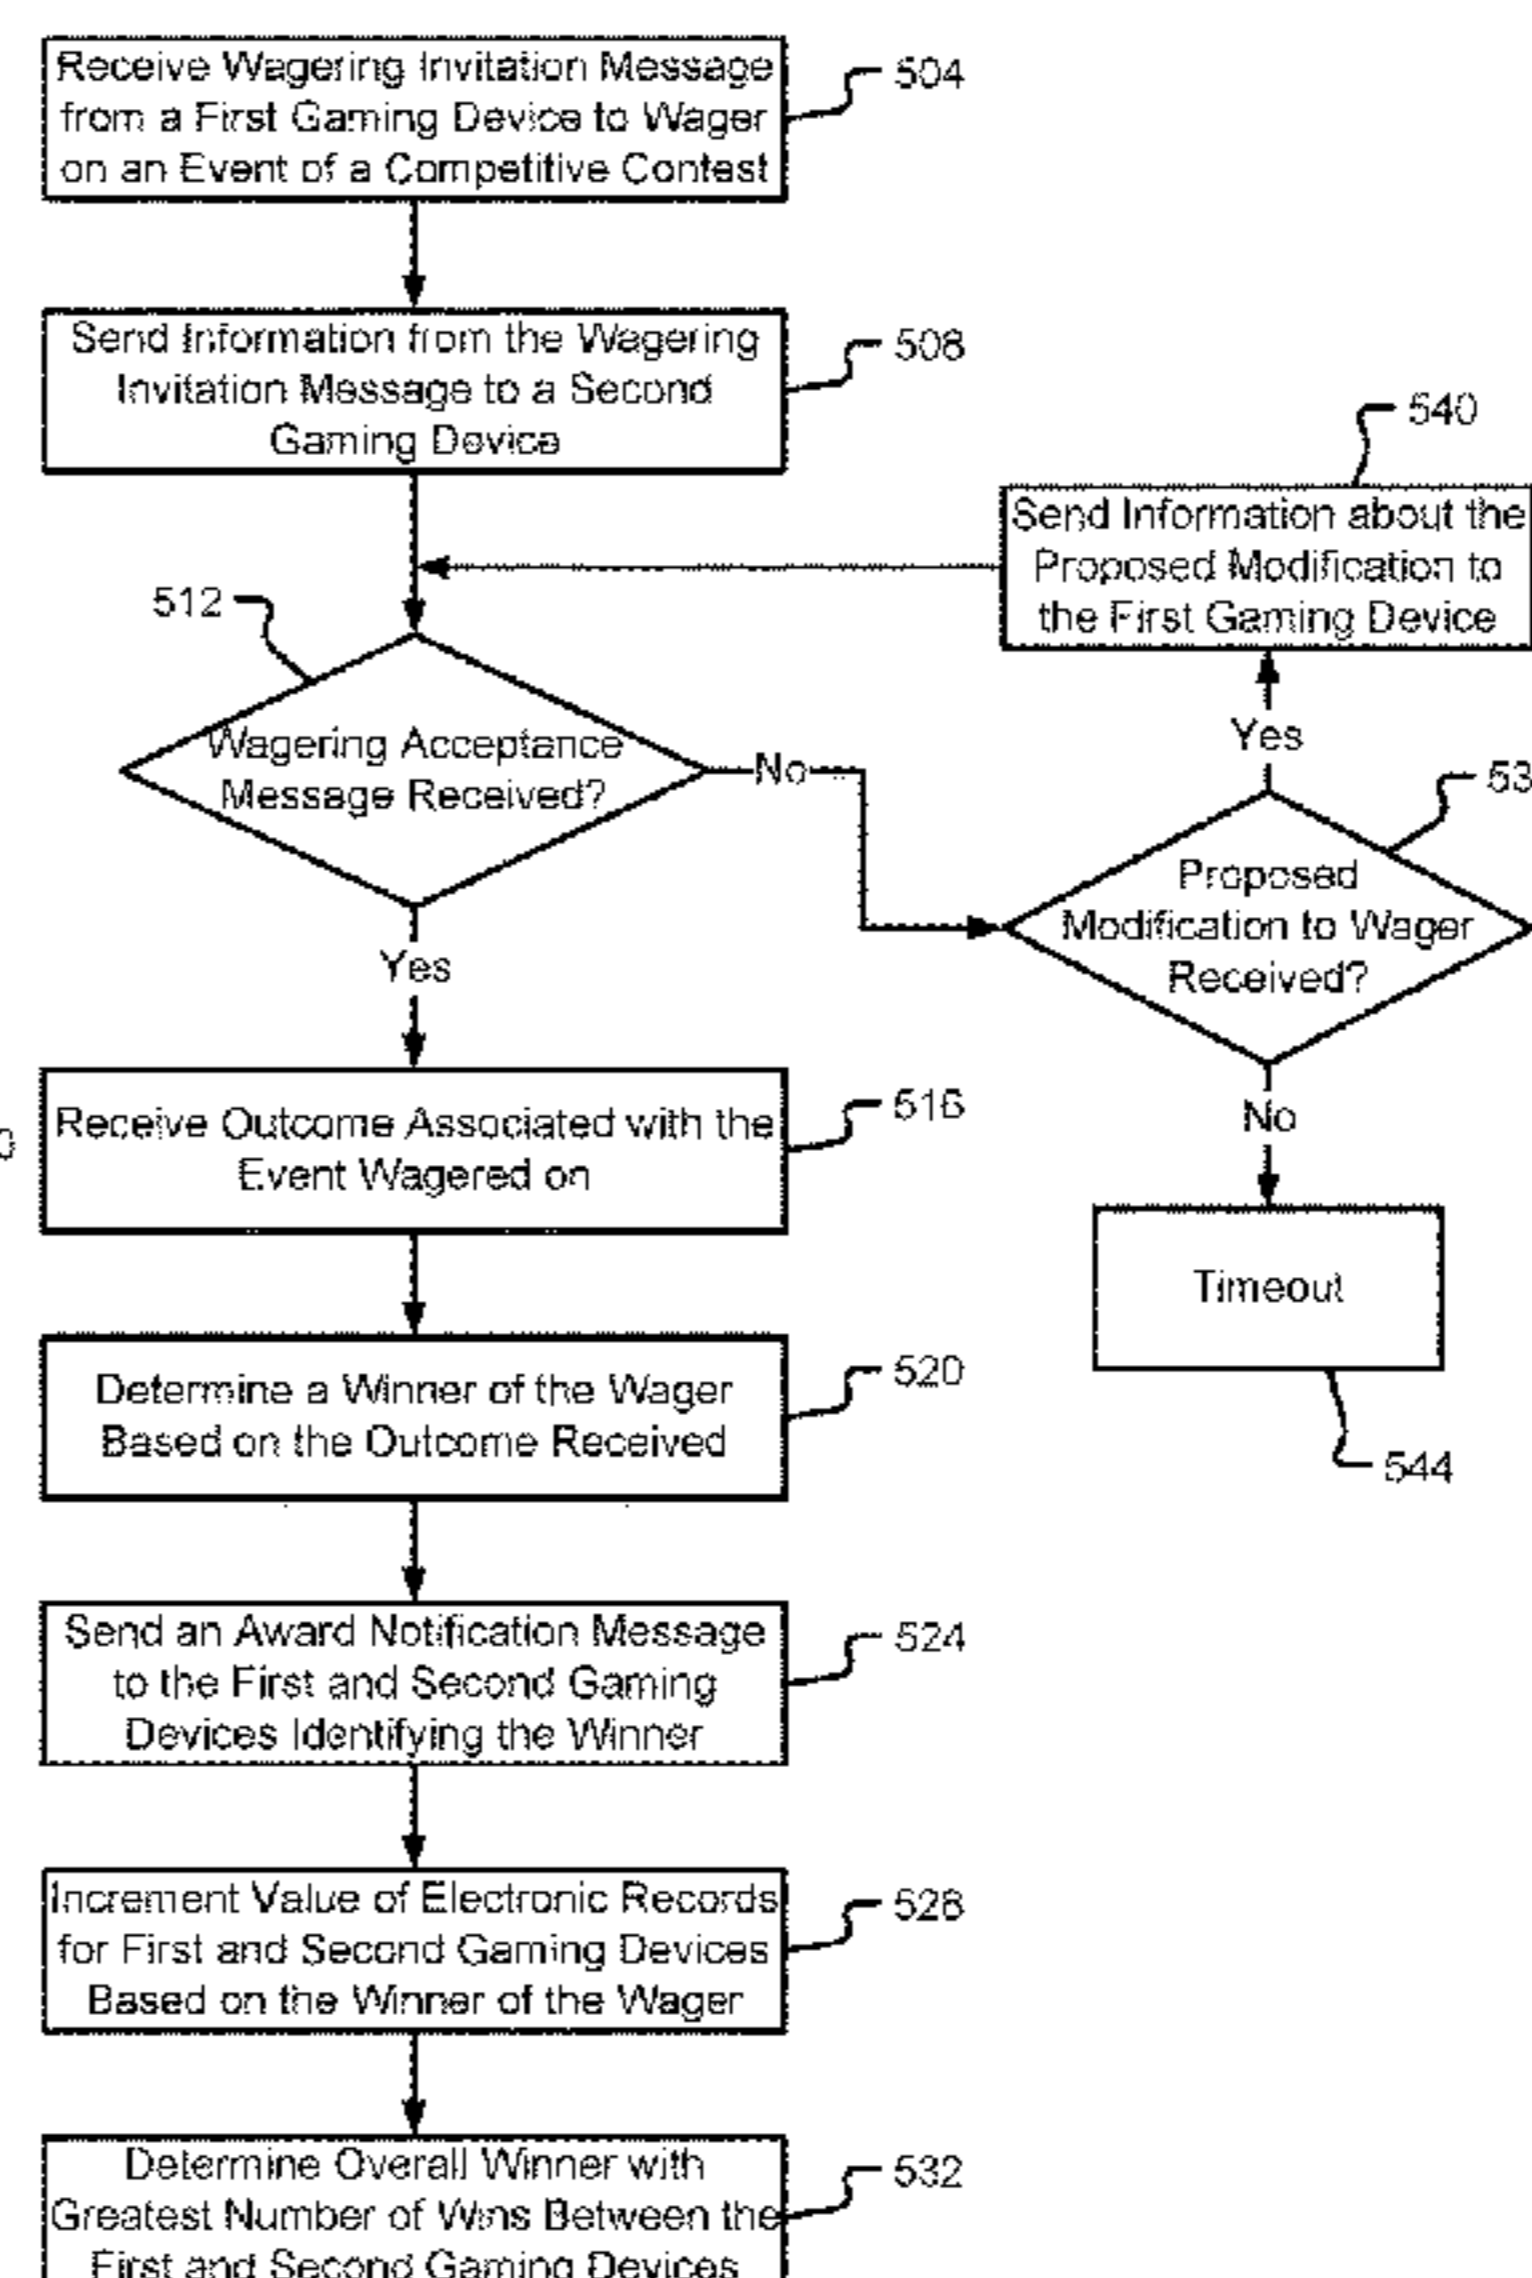 Receive Wagering Invitation Message
from a First Gaming Device to Wager
on an Event of a Competitive Contest
504
Send Information from the Wagering
Invitation Message to a Second
Gaming Device
508
540
Send Information about the
Proposed Modification to
the First Gaming Device
512
Wagering Acceptance
Message Received?
No
Yes
53
Proposed
Modification to Wager
Received?
Yes
No
Receive Outcome Associated with the
Event Wagered on
516
Timeout
544
Determine a Winner of the Wager
Based on the Outcome Received
520
Send an Award Notification Message
to the First and Second Gaming
Devices Identifying the Winner
524
Increment Value of Electronic Records
for First and Second Gaming Devices
Based on the Winner of the Wager
528
Determine Overall Winner with
Greatest Number of Wins Between the
First and Second Gaming Devices
532